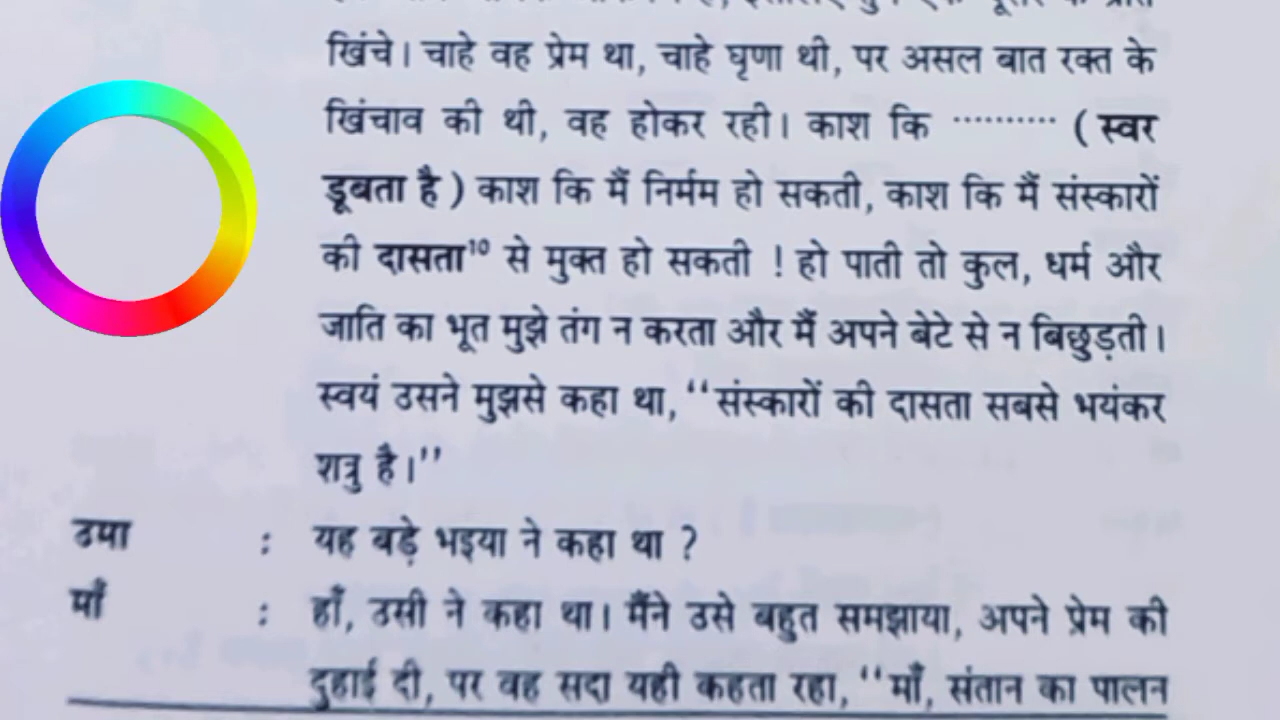 खिंचे। चाहे वह प्रेम था, चाहे घृणा थी, पर असल बात रक्त के
खिंचाव की थी, वह होकर रही। काश कि ·········· ( स्वर
डूबता है ) काश कि मैं निर्मम हो सकती, काश कि मैं संस्कारों
की दासता¹⁰ से मुक्त हो सकती ! हो पाती तो कुल, धर्म और
जाति का भूत मुझे तंग न करता और मैं अपने बेटे से न बिछुड़ती।
स्वयं उसने मुझसे कहा था, ‘‘संस्कारों की दासता सबसे भयंकर
शत्रु है।’’
उमा : यह बड़े भइया ने कहा था ?
माँ : हाँ, उसी ने कहा था। मैंने उसे बहुत समझाया, अपने प्रेम की
दुहाई दी, पर वह सदा यही कहता रहा, ‘‘माँ, संतान का पालन